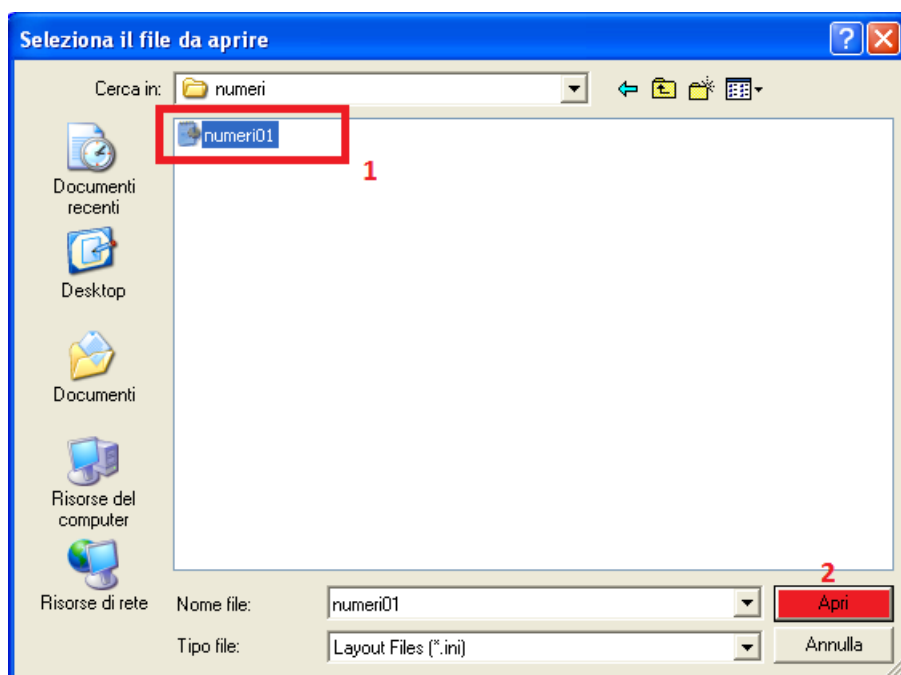 Seleziona il file da aprire
Cerca in: numeri
numeri01
1
Documenti
recenti
Desktop
Documenti
Risorse del
computer
Risorse di rete
2
Nome file: numeri01 Apri
Tipo file: Layout Files (*.ini) Annulla